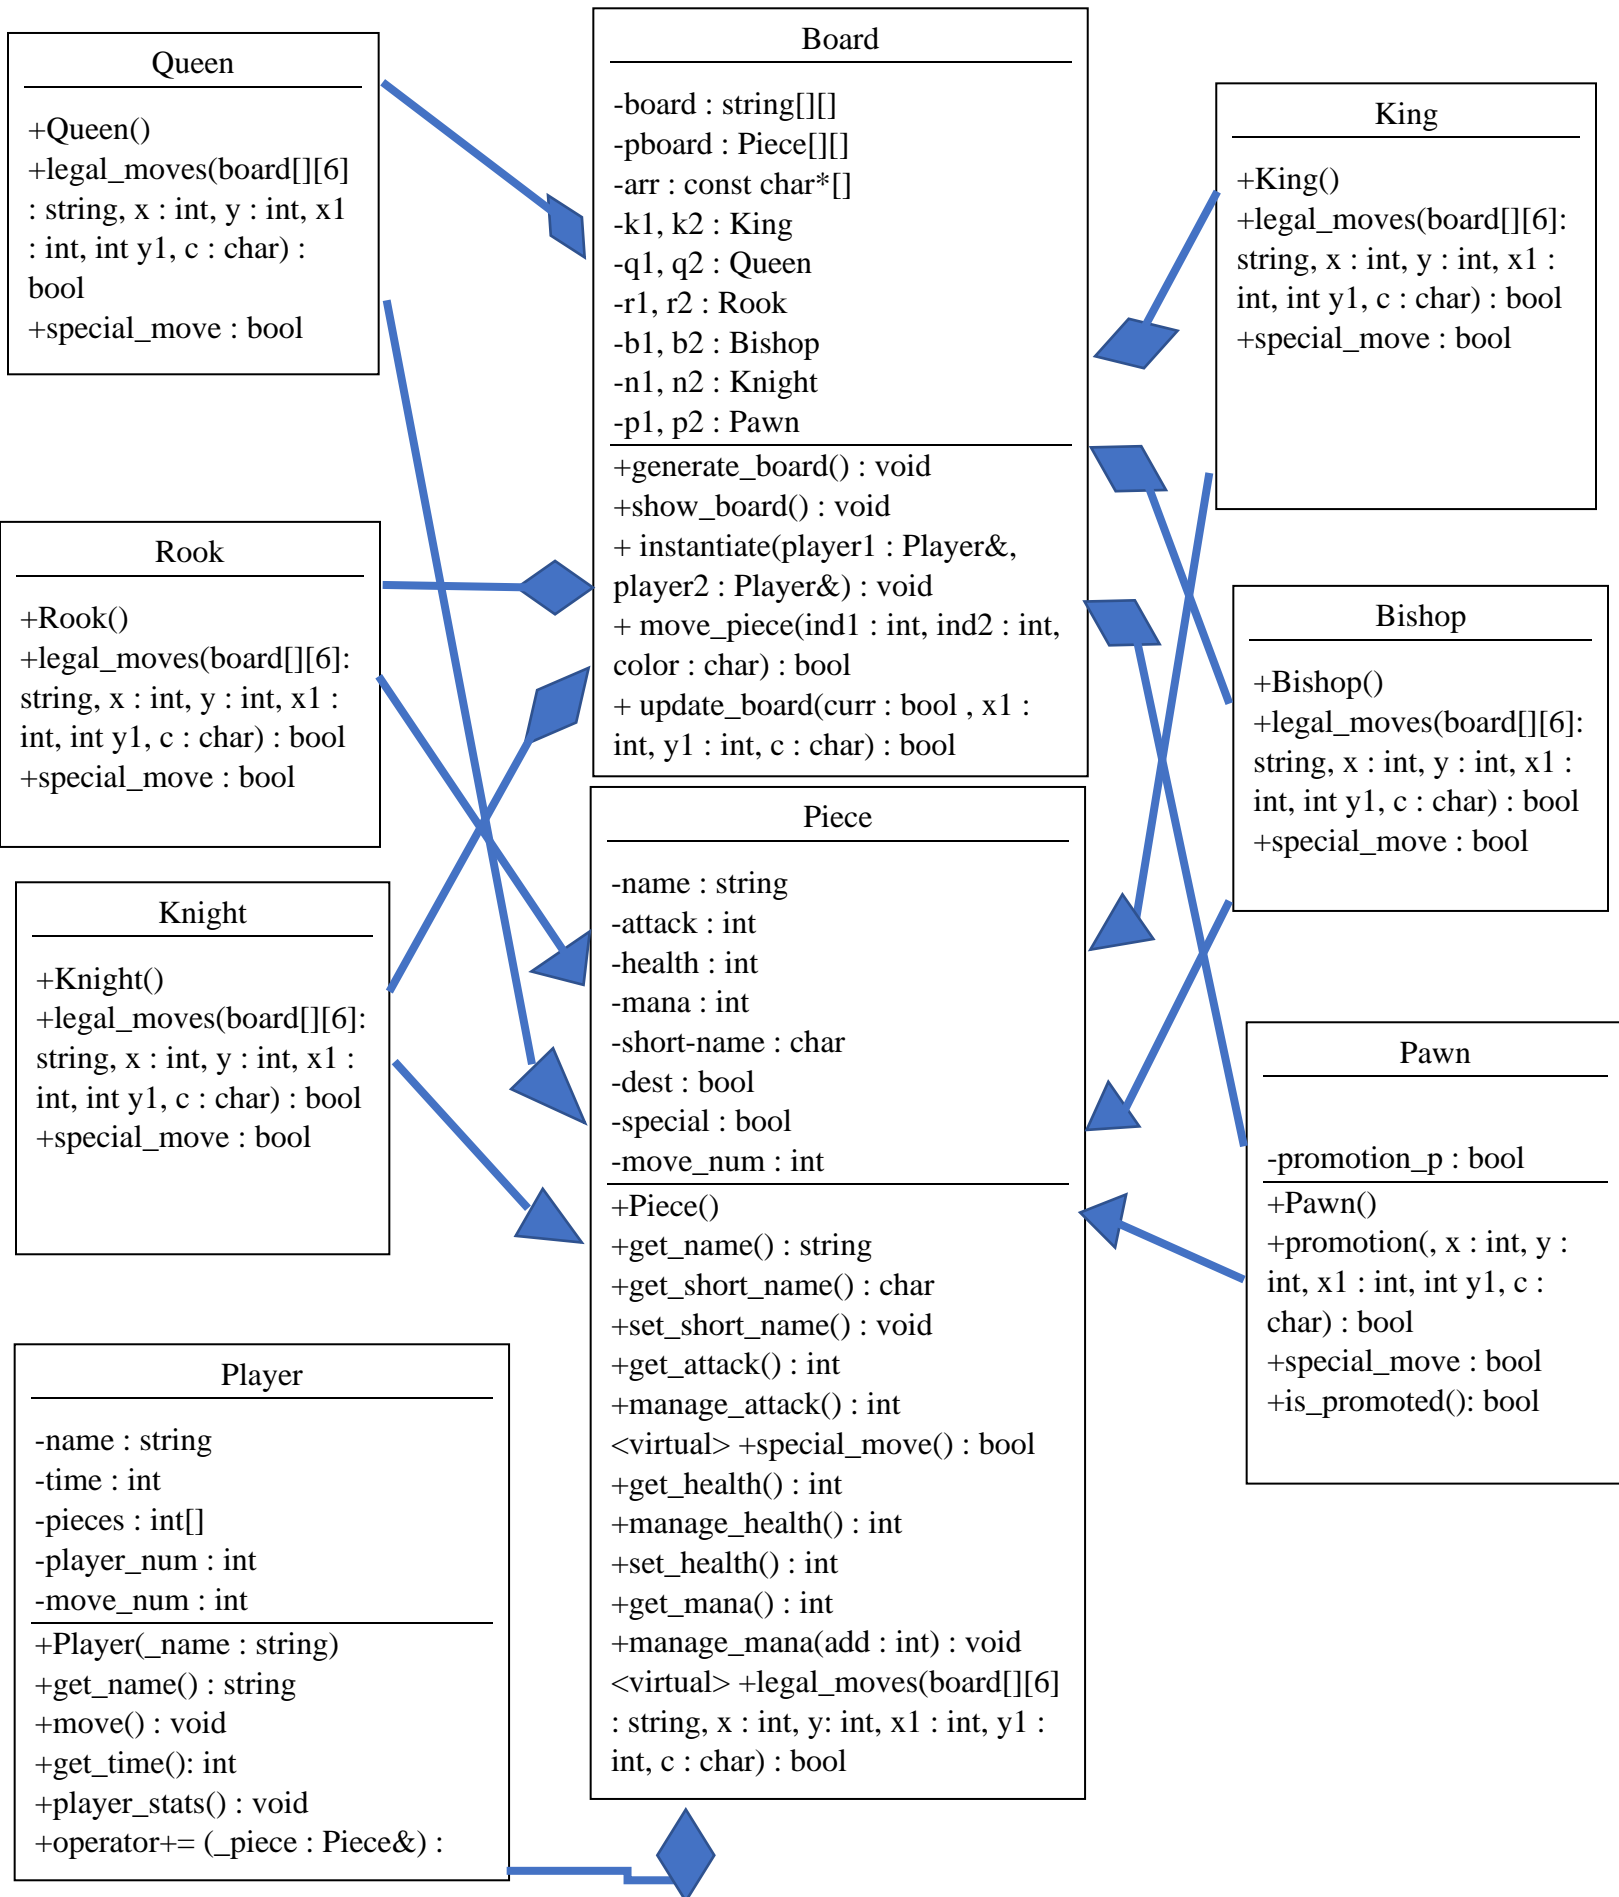 Queen
+Queen()
+legal_moves(board[][6]
: string, x : int, y : int, x1
: int, int y1, c : char) :
bool
+special_move : bool
Board
-board : string[][]
-pboard : Piece[][]
-arr : const char*[]
-k1, k2 : King
-q1, q2 : Queen
-r1, r2 : Rook
-b1, b2 : Bishop
-n1, n2 : Knight
-p1, p2 : Pawn
+generate_board() : void
+show_board() : void
+ instantiate(player1 : Player&,
player2 : Player&) : void
+ move_piece(ind1 : int, ind2 : int,
color : char) : bool
+ update_board(curr : bool , x1 :
int, y1 : int, c : char) : bool
King
+King()
+legal_moves(board[][6]:
string, x : int, y : int, x1 :
int, int y1, c : char) : bool
+special_move : bool
Rook
+Rook()
+legal_moves(board[][6]:
string, x : int, y : int, x1 :
int, int y1, c : char) : bool
+special_move : bool
Bishop
+Bishop()
+legal_moves(board[][6]:
string, x : int, y : int, x1 :
int, int y1, c : char) : bool
+special_move : bool
Knight
+Knight()
+legal_moves(board[][6]:
string, x : int, y : int, x1 :
int, int y1, c : char) : bool
+special_move : bool
Piece
-name : string
-attack : int
-health : int
-mana : int
-short-name : char
-dest : bool
-special : bool
-move_num : int
+Piece()
+get_name() : string
+get_short_name() : char
+set_short_name() : void
+get_attack() : int
+manage_attack() : int
<virtual> +special_move() : bool
+get_health() : int
+manage_health() : int
+set_health() : int
+get_mana() : int
+manage_mana(add : int) : void
<virtual> +legal_moves(board[][6]
: string, x : int, y: int, x1 : int, y1 :
int, c : char) : bool
Pawn
-promotion_p : bool
+Pawn()
+promotion(, x : int, y :
int, x1 : int, int y1, c :
char) : bool
+special_move : bool
+is_promoted(): bool
Player
-name : string
-time : int
-pieces : int[]
-player_num : int
-move_num : int
+Player(_name : string)
+get_name() : string
+move() : void
+get_time(): int
+player_stats() : void
+operator+= (_piece : Piece&) :